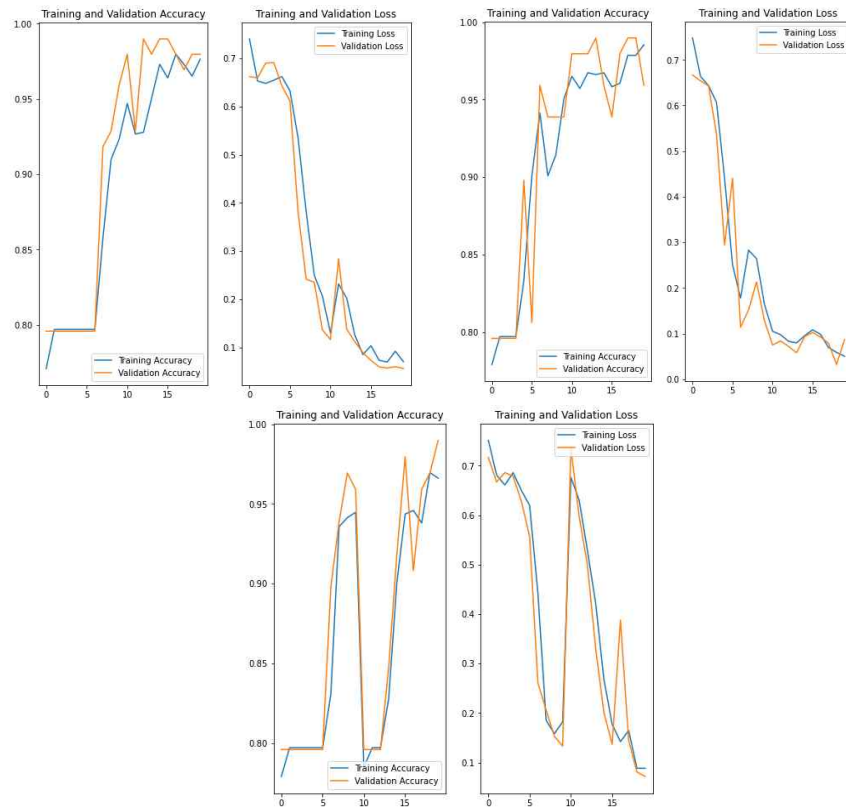 Training and Validation Accuracy
1.00
0.95
0.90
0.85
0.80
Training Accuracy
Validation Accuracy
0 5 10 15
Training and Validation Loss
Training Loss
Validation Loss
0.7
0.6
0.5
0.4
0.3
0.2
0.1
0 5 10 15
Training and Validation Accuracy
1.00
0.95
0.90
0.85
0.80
Training Accuracy
Validation Accuracy
0 5 10 15
Training and Validation Loss
Training Loss
Validation Loss
0.7
0.6
0.5
0.4
0.3
0.2
0.1
0.0
0 5 10 15
Training and Validation Accuracy
1.00
0.95
0.90
0.85
0.80
Training Accuracy
Validation Accuracy
0 5 10 15
Training and Validation Loss
Training Loss
Validation Loss
0.7
0.6
0.5
0.4
0.3
0.2
0.1
0 5 10 15